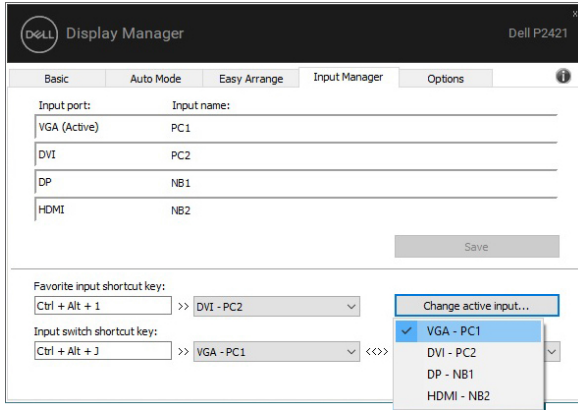 DELL Display Manager Dell P2421
Basic Auto Mode Easy Arrange Input Manager Options
Input port: Input name:
VGA (Active) PC1
DVI PC2
DP NB1
HDMI NB2
Save
Favorite input shortcut key:
Ctrl + Alt + 1 >> DVI - PC2 Change active input...
Input switch shortcut key:
Ctrl + Alt + J >> VGA - PC1 <<>>
VGA - PC1
DVI - PC2
DP - NB1
HDMI - NB2